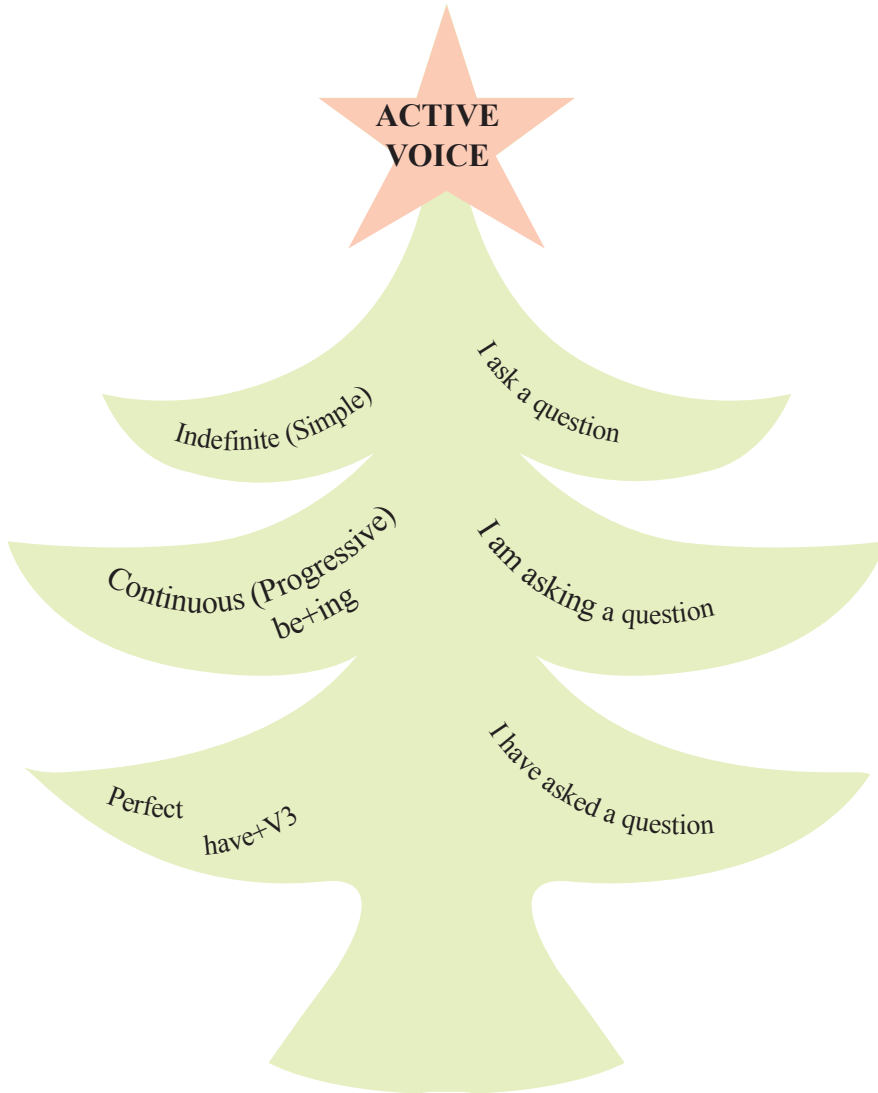 ACTIVE
VOICE
Indefinite (Simple)
I ask a question
Continuous (Progressive)
be+ing
I am asking a question
Perfect
have+V3
I have asked a question